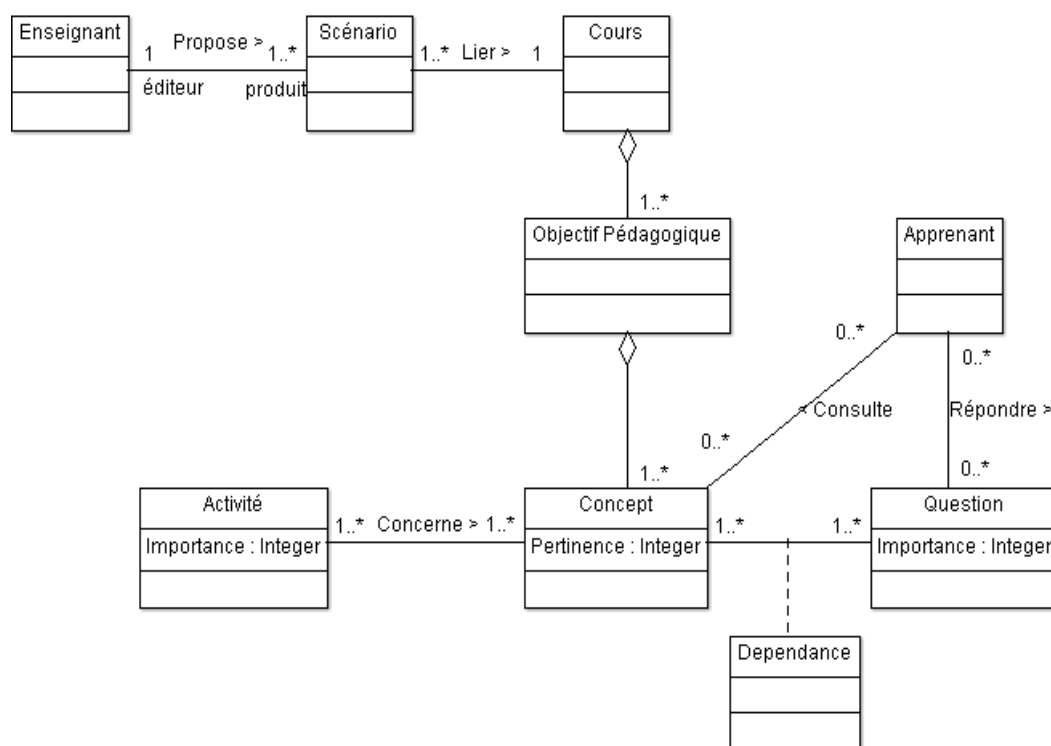 Enseignant
Propose >
1
1..*
éditeur
produit
Scénario
1..*
Lier >
1
Cours
1..*
Objectif Pédagogique
Apprenant
0..*
0..*
< Consulte
Répondre >
0..*
0..*
1..*
Activité
Importance : Integer
1..*
Concerne >
1..*
Concept
Pertinence : Integer
1..*
1..*
Question
Importance : Integer
Dependance